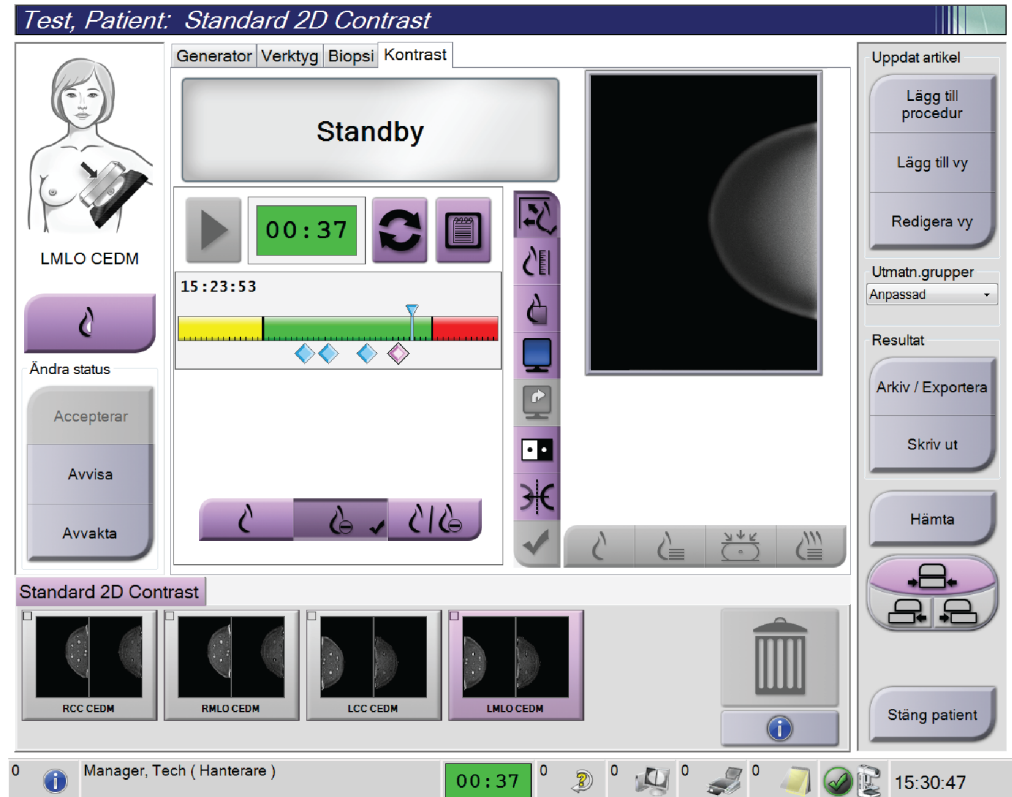 Test, Patient: Standard 2D Contrast
LMLO CEDM
Ändra status
Accepterar
Avvisa
Avvakta
Generator Verktyg Biopsi Kontrast
Standby
00:37
15:23:53
Uppdat artikel
Lägg till
procedur
Lägg till vy
Redigera vy
Utmatn.grupper
Anpassad
Resultat
Arkiv / Exportera
Skriv ut
Hämta
Stäng patient
Standard 2D Contrast
RCC CEDM
RMLO CEDM
LCC CEDM
LMLO CEDM
0 Manager, Tech ( Hanterare ) 00:37 0 0 0 0 15:30:47